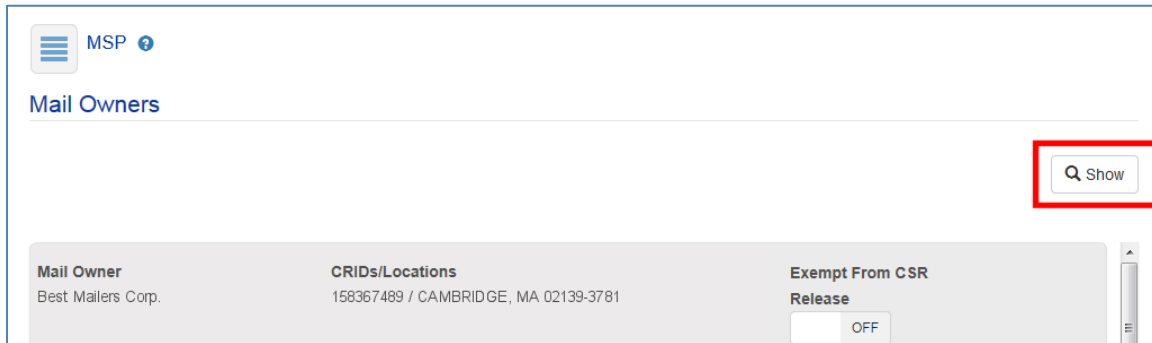 MSP
Mail Owners
Show
Mail Owner CRIDs/Locations Exempt From CSR
Best Mailers Corp. 158367489 / CAMBRIDGE, MA 02139-3781 Release
OFF